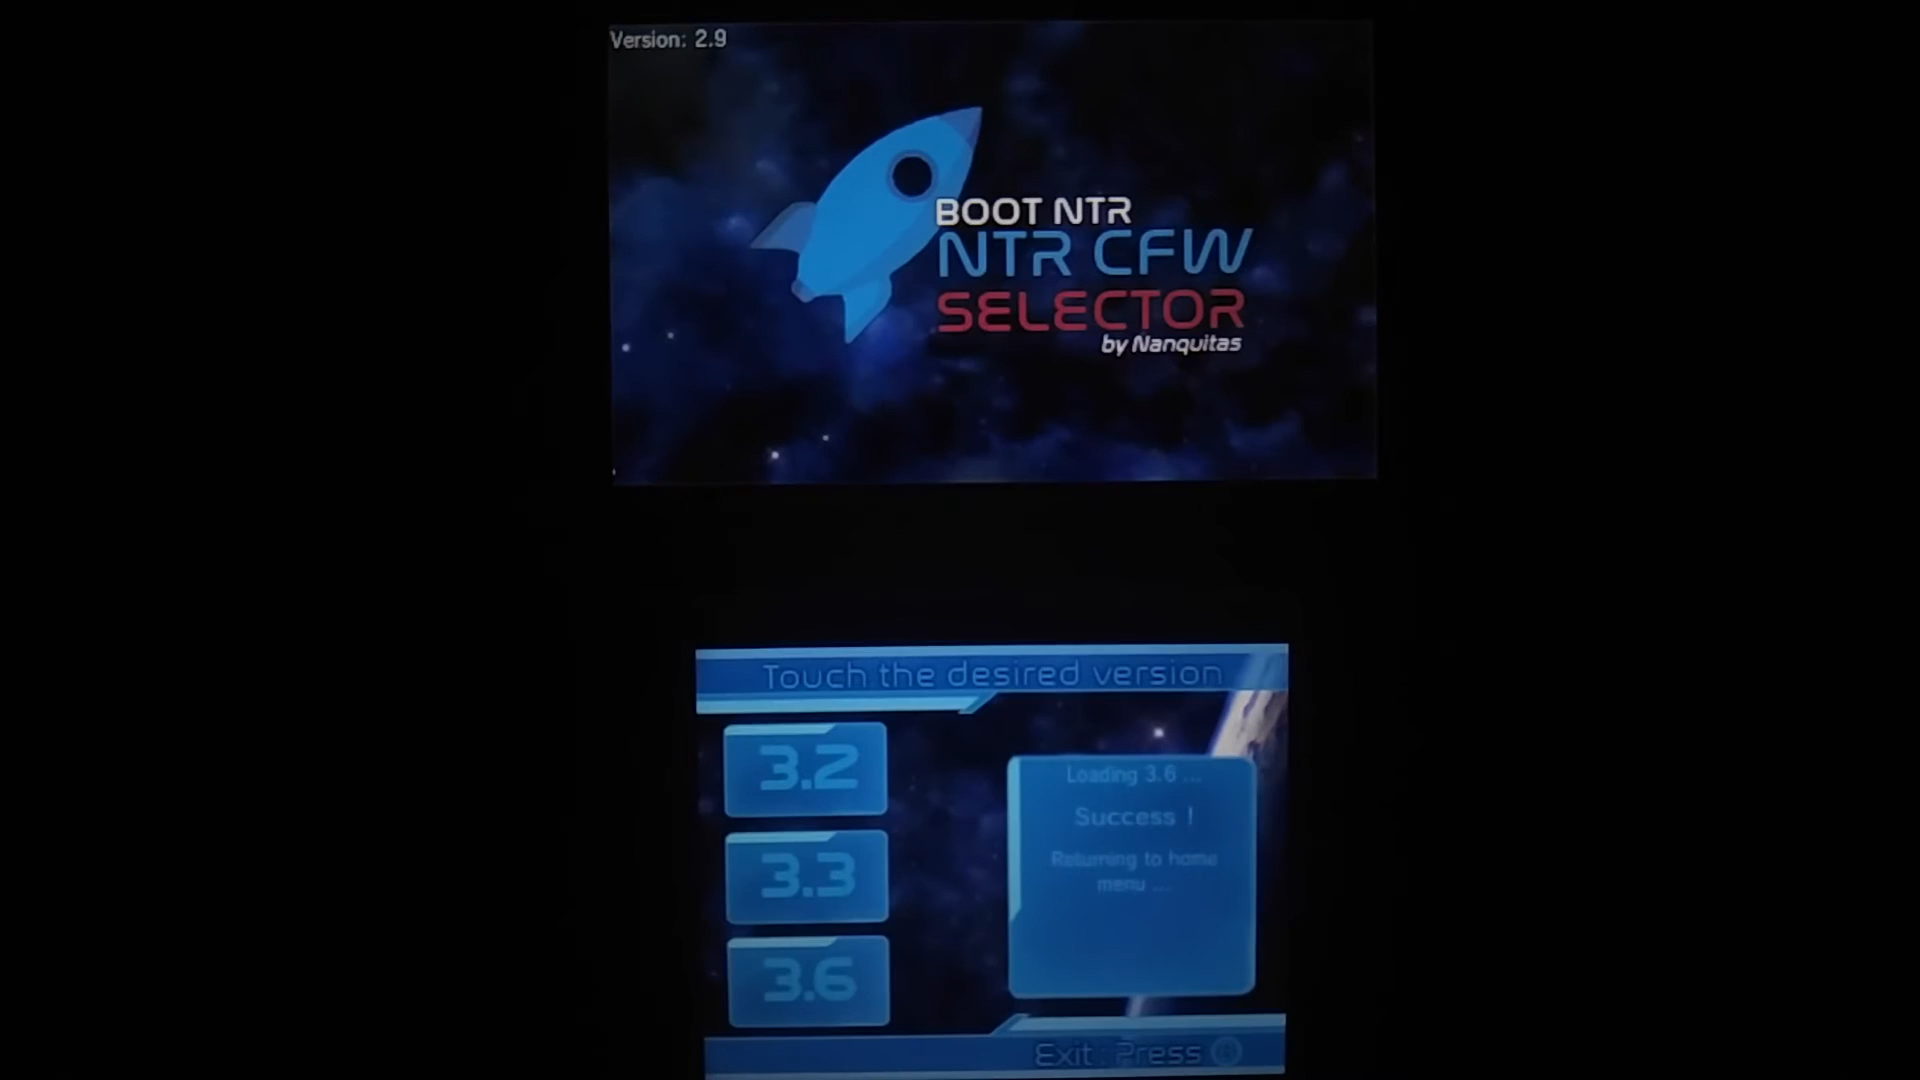 Version: 2.9
BOOT NTR
NTR CFW
SELECTOR
by Nanquitas
Touch the desired version
3.2
3.3
3.6
Loading 3.6 ...
Success !
Returning to home
menu ...
Exit : Press